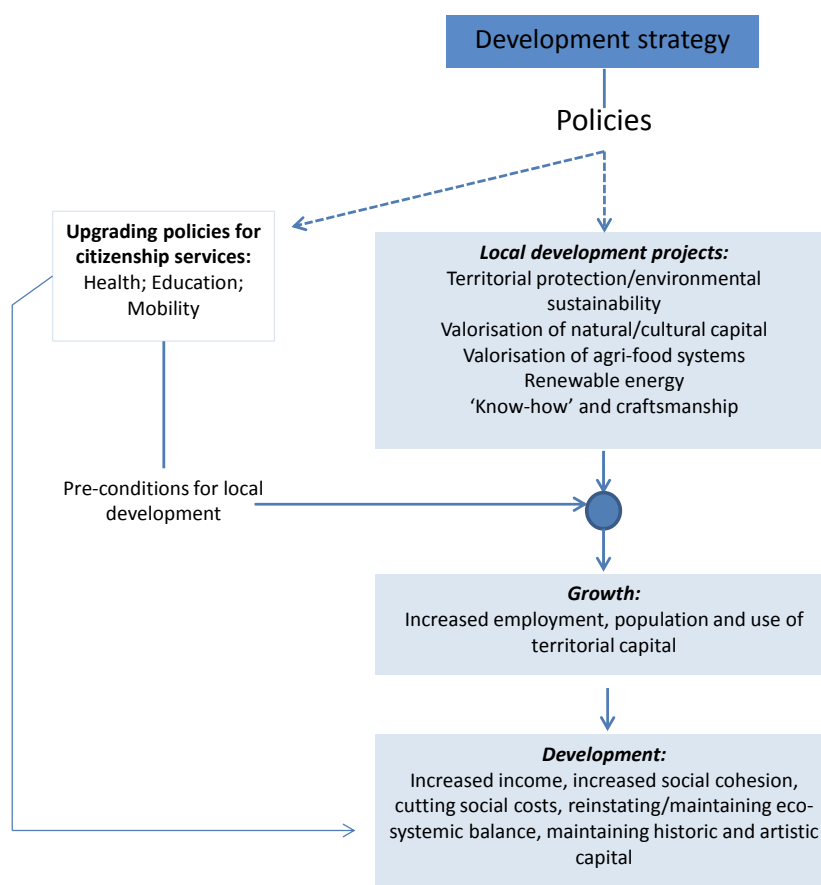 Development strategy
Policies
Upgrading policies for
citizenship services:
Health; Education;
Mobility
Local development projects:
Territorial protection/environmental
sustainability
Valorisation of natural/cultural capital
Valorisation of agri-food systems
Renewable energy
‘Know-how’ and craftsmanship
Pre-conditions for local
development
Growth:
Increased employment, population and use of
territorial capital
Development:
Increased income, increased social cohesion,
cutting social costs, reinstating/maintaining eco-
systemic balance, maintaining historic and artistic
capital